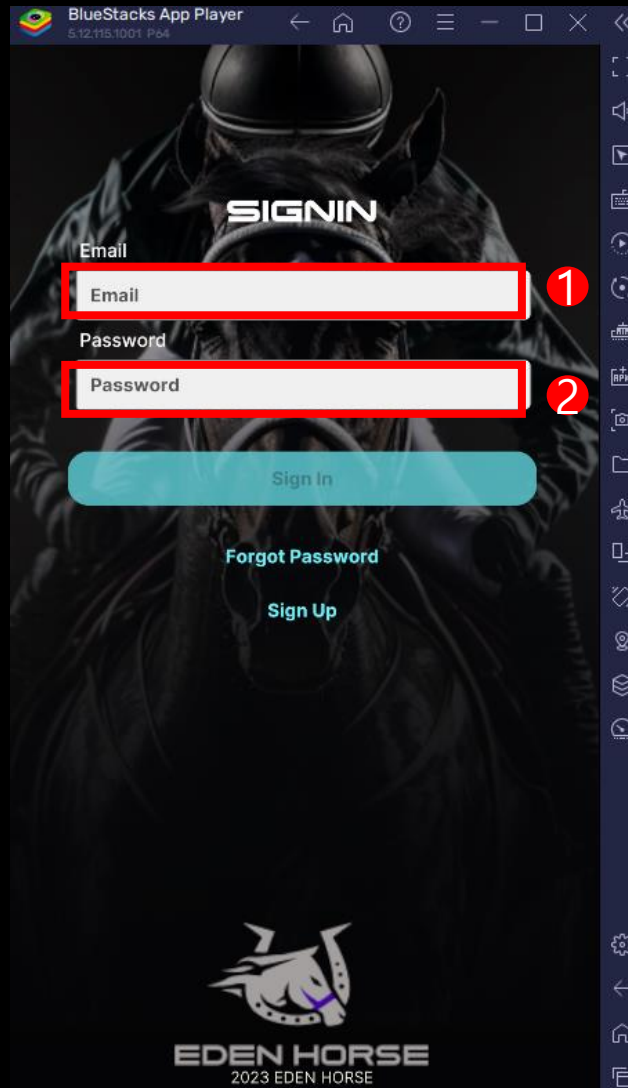 BlueStacks App Player
5.12.115.1001 P64
SIGNIN
Email
Email
1
Password
Password
2
Sign In
Forgot Password
Sign Up
EDEN HORSE
2023 EDEN HORSE